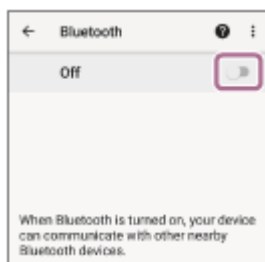 Bluetooth
Off
When Bluetooth is turned on, your device
can communicate with other nearby
Bluetooth devices.